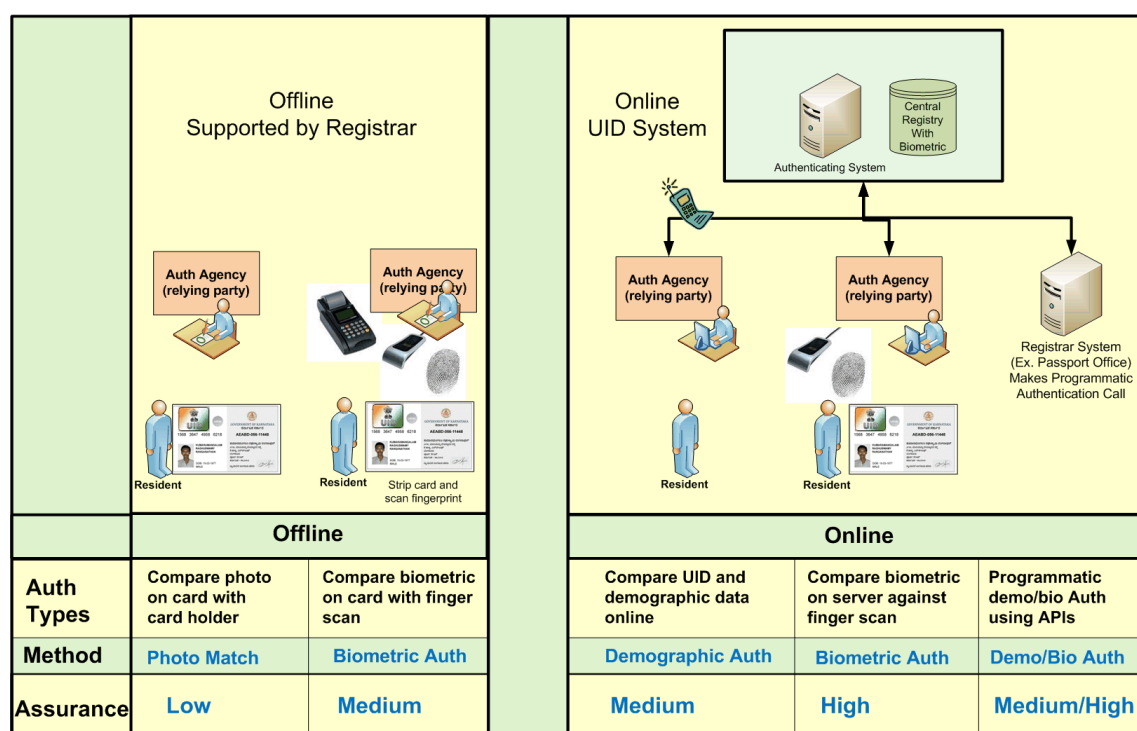 Offline
Supported by Registrar
Online
UID System
Central
Registry
With
Biometric
Authenticating System
Auth Agency
(relying party)
Auth Agency
(relying party)
Auth Agency
(relying party)
Auth Agency
(relying party)
Registrar System
(Ex. Passport Office)
Makes Programmatic
Authentication Call
UID
UID
UID
Resident
Resident
Strip card and
scan fingerprint
Resident
Resident
Offline
Online
Auth
Types
Compare photo
on card with
card holder
Compare biometric
on card with finger
scan
Compare UID and
demographic data
online
Compare biometric
on server against
finger scan
Programmatic
demo/bio Auth
using APIs
Method
Photo Match
Biometric Auth
Demographic Auth
Biometric Auth
Demo/Bio Auth
Assurance
Low
Medium
Medium
High
Medium/High